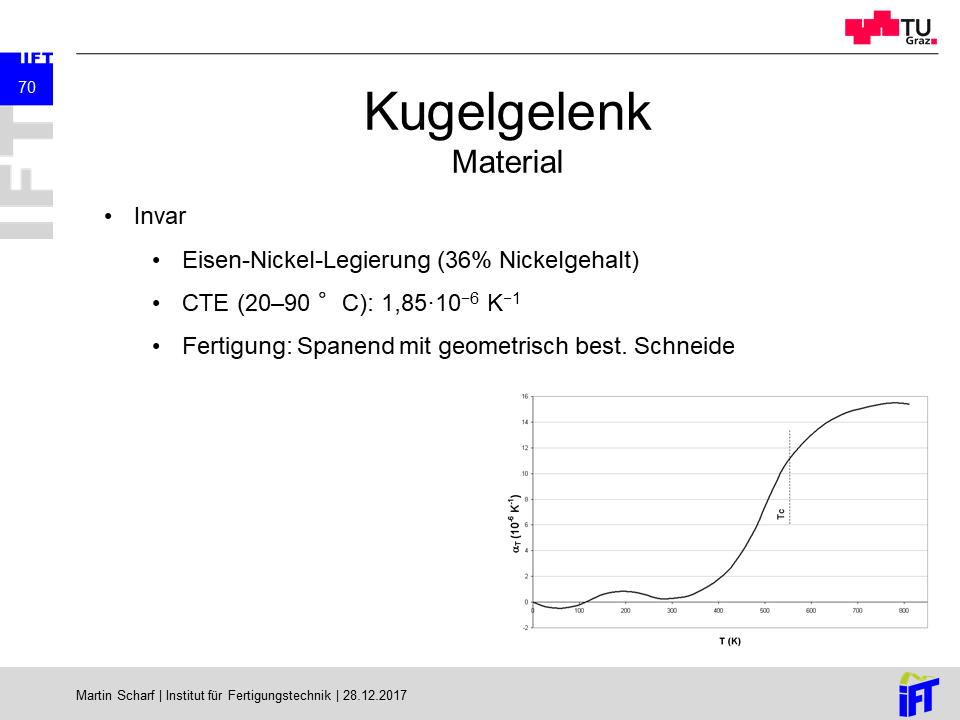 TU
Graz
IFT
70
IFT
Kugelgelenk
Material
• Invar
• Eisen-Nickel-Legierung (36% Nickelgehalt)
• CTE (20–90 °C): 1,85·10⁻⁶ K⁻¹
• Fertigung: Spanend mit geometrisch best. Schneide
16
14
12
10
8
6
4
2
0
-2
αT (10⁻⁶ K⁻¹)
Tc
0 100 200 300 400 500 600 700 800
T (K)
Martin Scharf | Institut für Fertigungstechnik | 28.12.2017
iFT